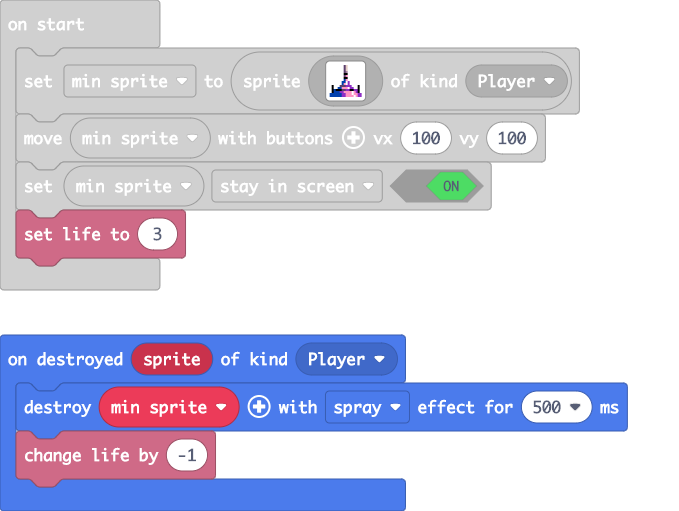 on start
set min sprite to sprite of kind Player
move min sprite with buttons vx 100 vy 100
set min sprite stay in screen ON
set life to 3
on destroyed sprite of kind Player
destroy min sprite with spray effect for 500 ms
change life by -1